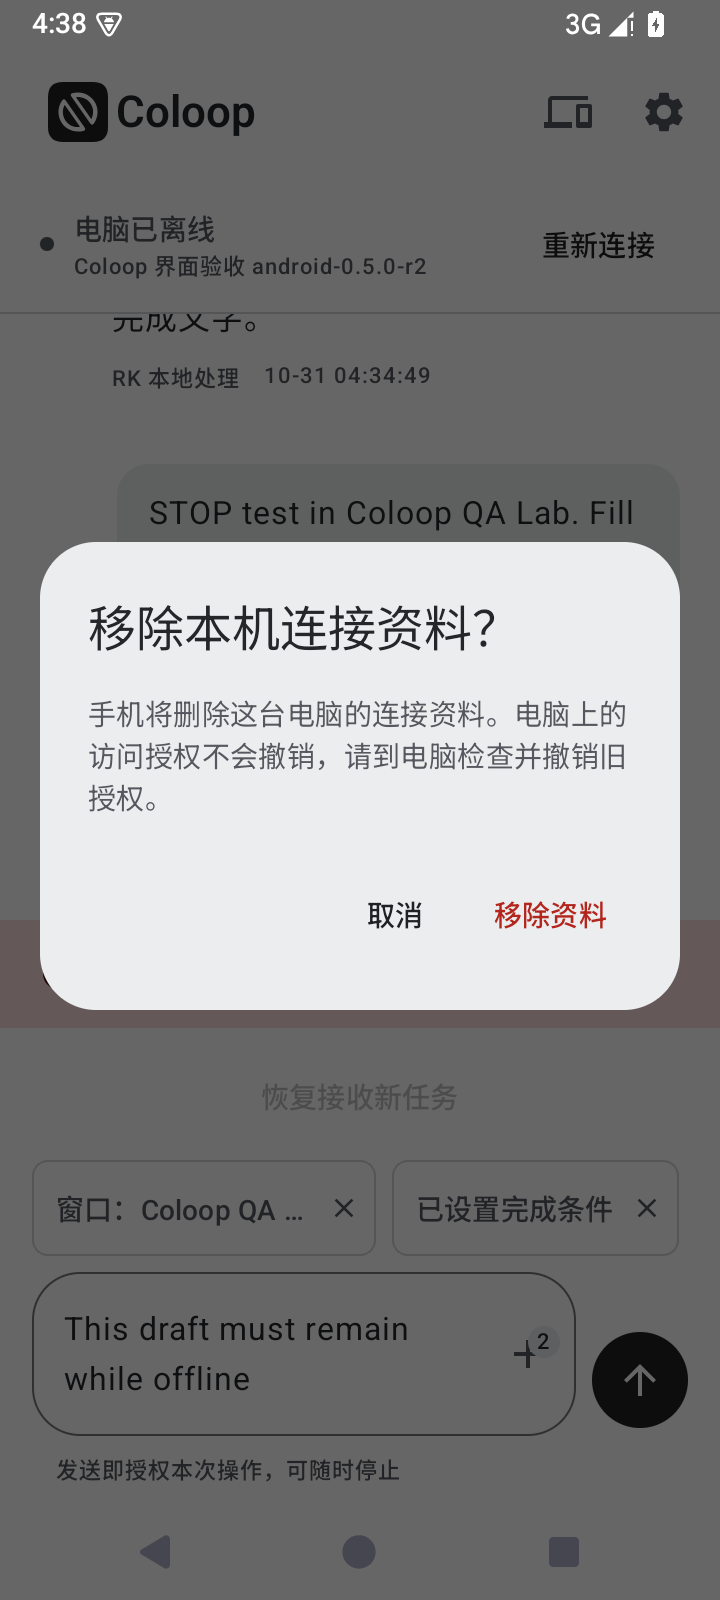 4:38
3G
Coloop
电脑已离线
Coloop 界面验收 android-0.5.0-r2
重新连接
完成文字。
RK 本地处理 10-31 04:34:49
STOP test in Coloop QA Lab. Fill
移除本机连接资料？
手机将删除这台电脑的连接资料。电脑上的
访问授权不会撤销，请到电脑检查并撤销旧
授权。
取消
移除资料
恢复接收新任务
窗口：Coloop QA ...
已设置完成条件
This draft must remain
while offline
2
发送即授权本次操作，可随时停止